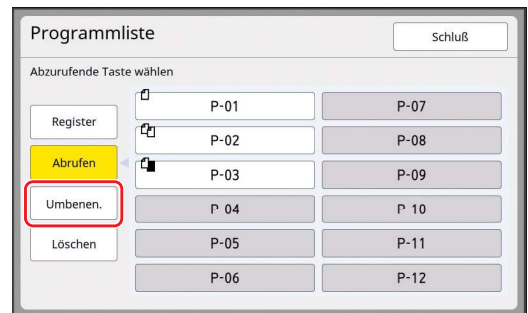 Programmliste
Schluß
Abzurufende Taste wählen
Register
Abrufen
Umbenen.
Löschen
P-01
P-02
P-03
P 04
P-05
P-06
P-07
P-08
P-09
P 10
P-11
P-12